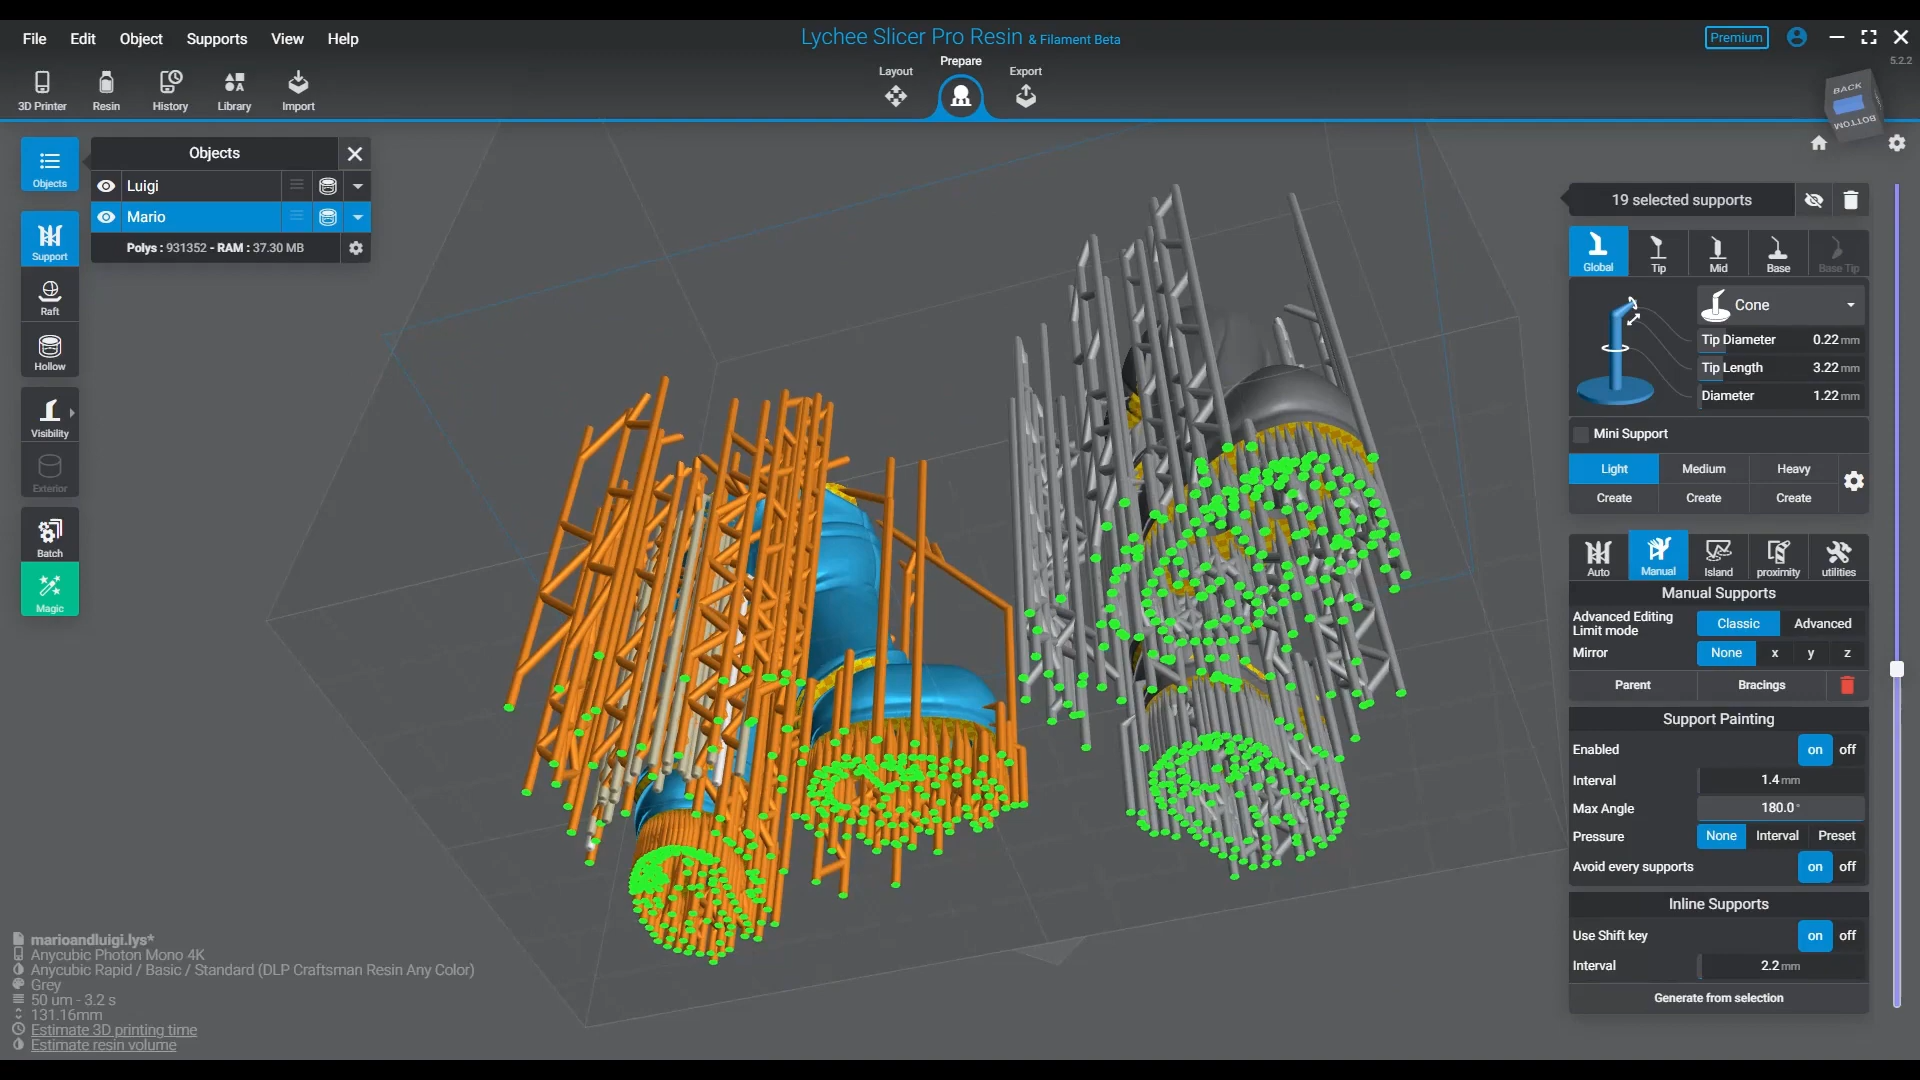 File Edit Object Supports View Help
Lychee Slicer Pro Resin & Filament Beta
Premium
5.2.2
3D Printer Resin History Library Import
Layout Prepare Export
BACK
BOTTOM
Objects
Objects
Luigi
Mario
Polys : 931352 - RAM : 37.30 MB
Support
Raft
Hollow
Visibility
Exterior
Batch
Magic
19 selected supports
Global Tip Mid Base Base Tip
Cone
Tip Diameter 0.22 mm
Tip Length 3.22 mm
Diameter 1.22 mm
Mini Support
Light Medium Heavy
Create Create Create
Auto Manual Island proximity utilities
Manual Supports
Advanced Editing
Limit mode
Classic Advanced
Mirror None x y z
Parent Bracings
Support Painting
Enabled on off
Interval 1.4 mm
Max Angle 180.0 °
Pressure None Interval Preset
Avoid every supports on off
Inline Supports
Use Shift key on off
Interval 2.2 mm
Generate from selection
marioandluigi.lys*
Anycubic Photon Mono 4K
Anycubic Rapid / Basic / Standard (DLP Craftsman Resin Any Color)
Grey
50 um - 3.2 s
131.16mm
Estimate 3D printing time
Estimate resin volume